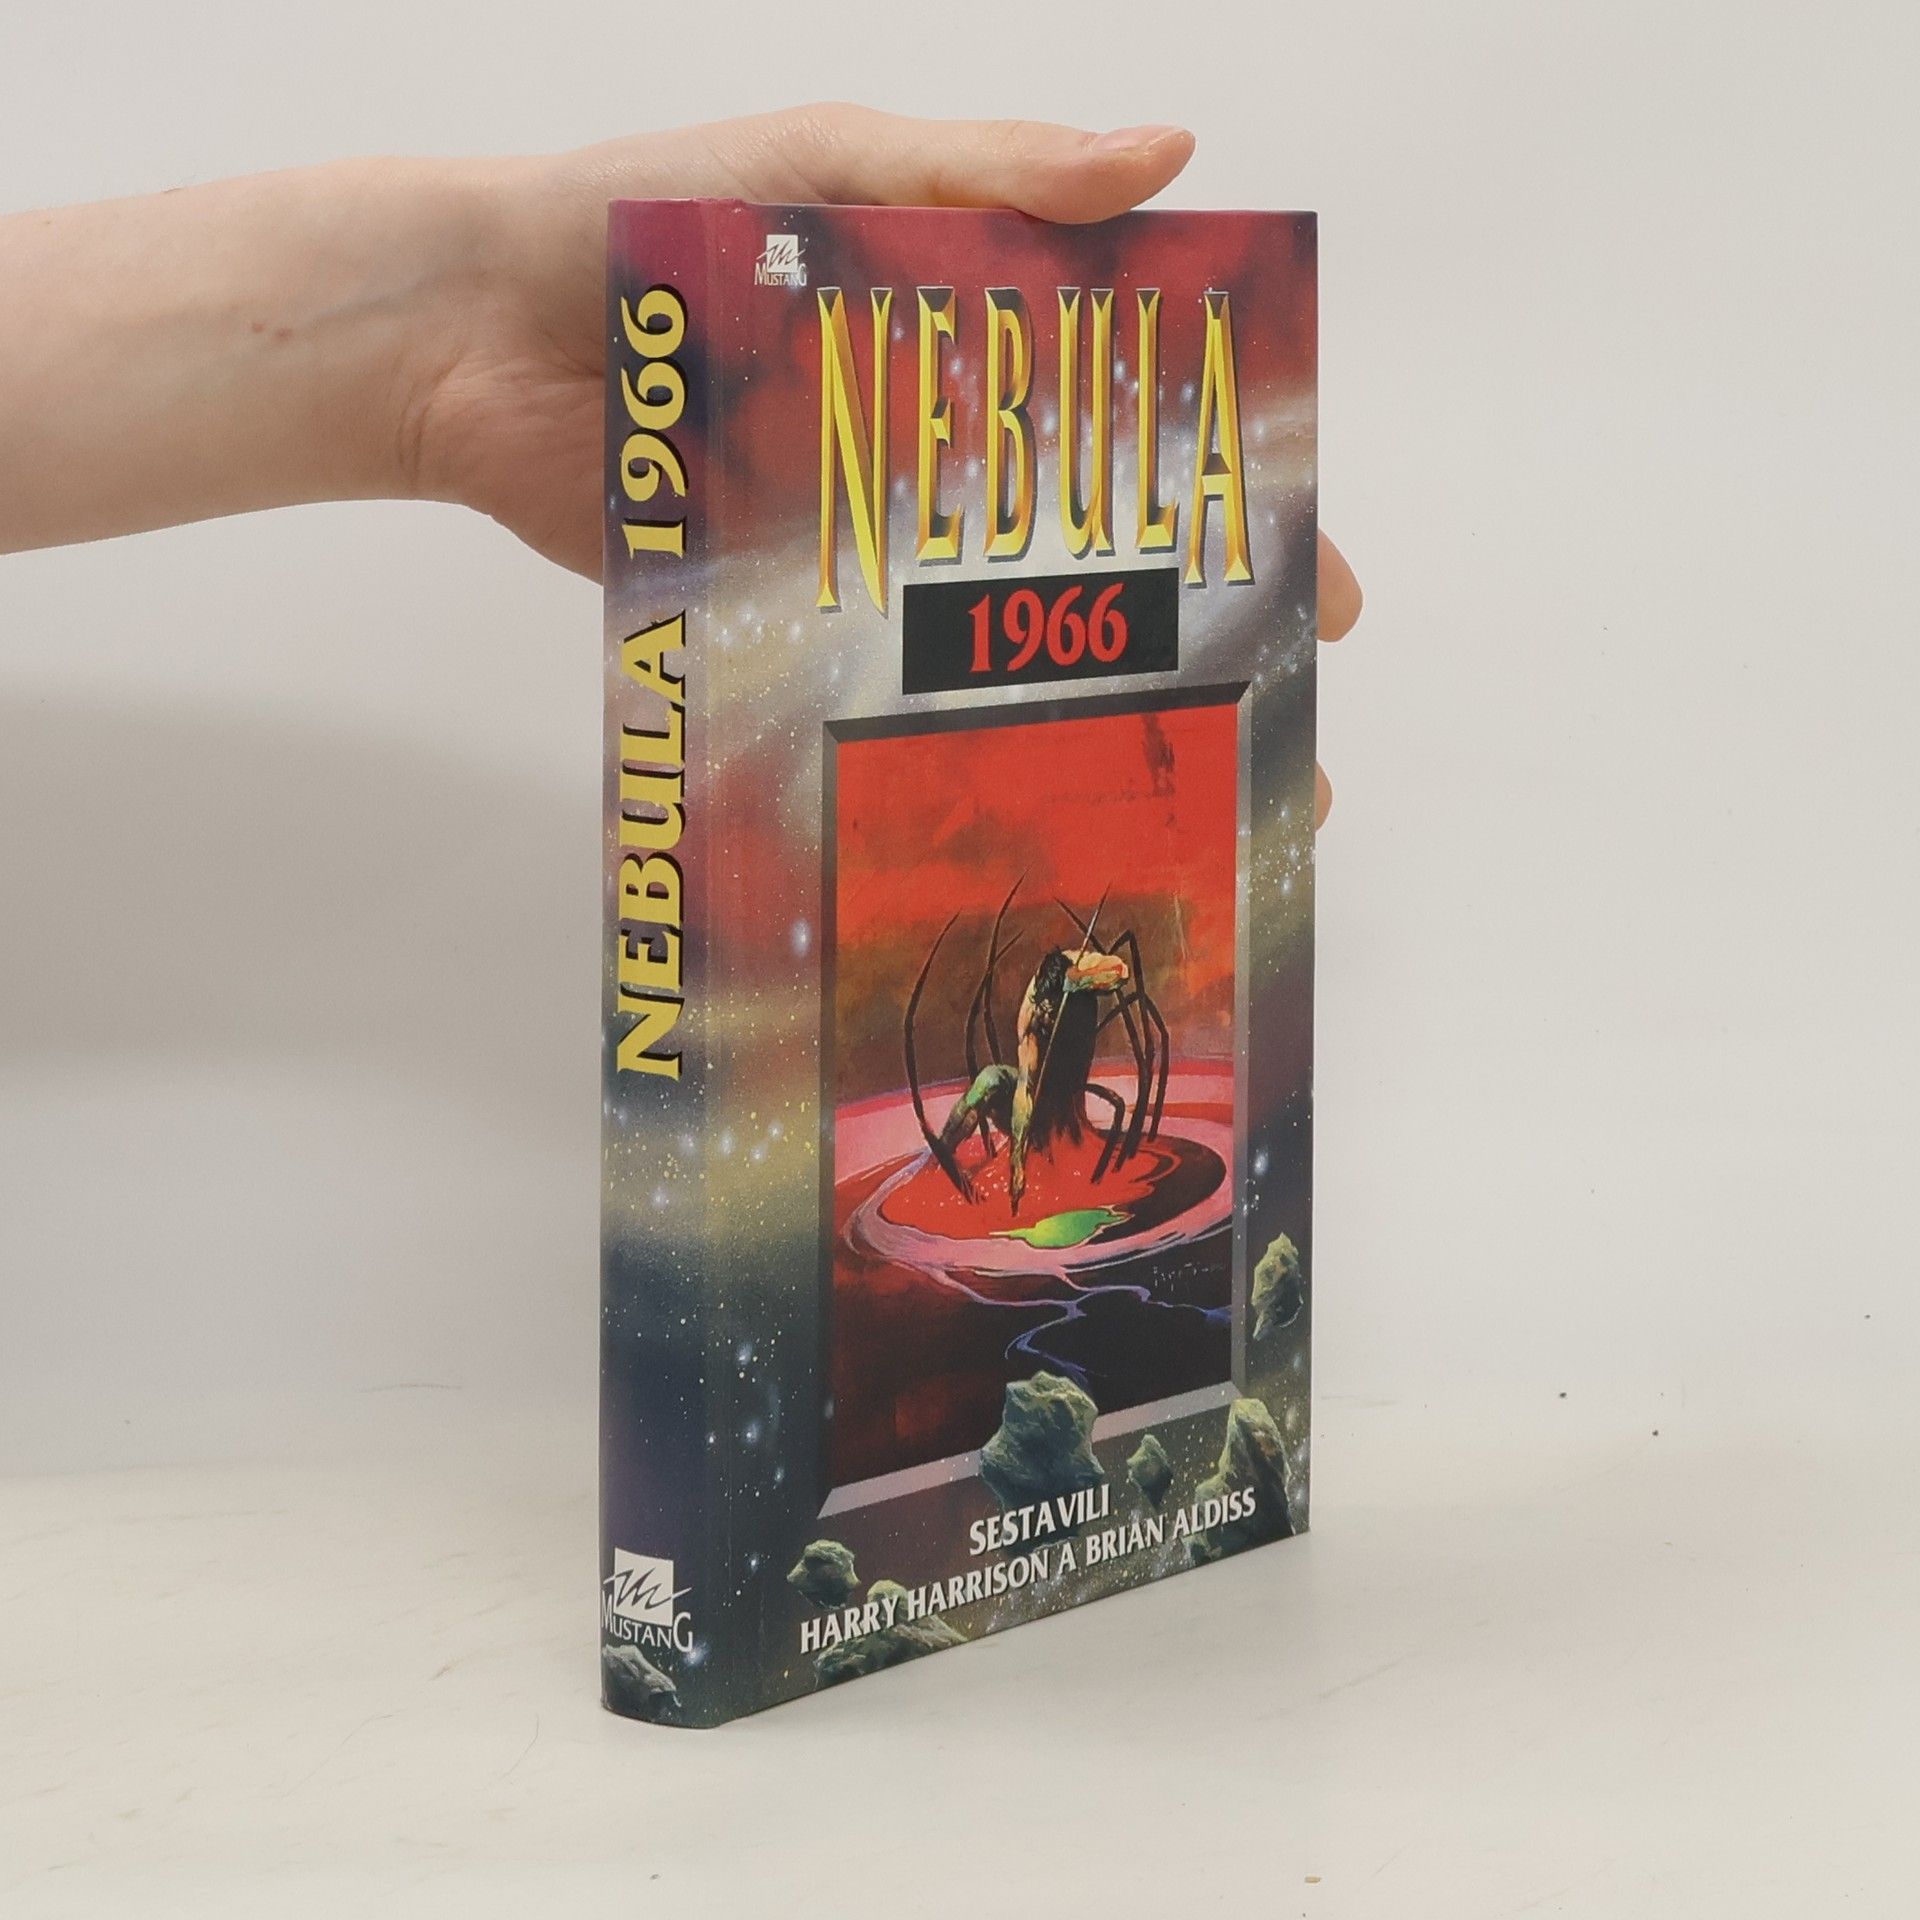 NEBULA 1966
MUSTANG
MUSTANG
NEBULA
1966
SESTAVILI
HARRY HARRISON A BRIAN ALDISS